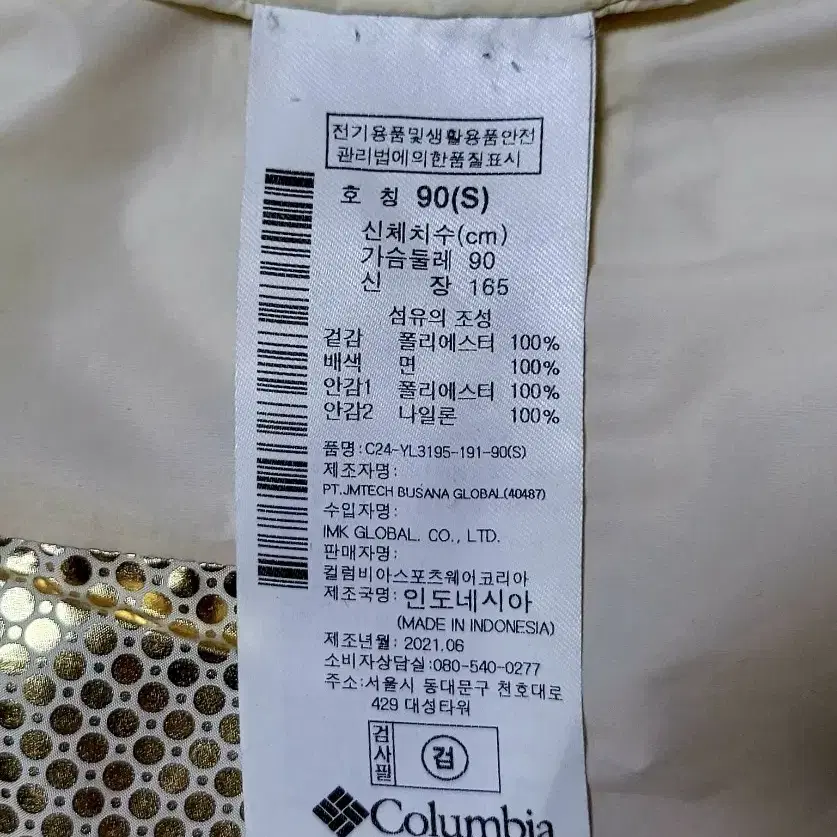 전기용품및생활용품안전
관리법에의한품질표시
호 칭 90(S)
신체치수(cm)
가슴둘레 90
신 장 165
섬유의 조성
겉감 폴리에스터 100%
배색 면 100%
안감1 폴리에스터 100%
안감2 나일론 100%
품명:C24-YL3195-191-90(S)
제조자명:
PT.JMTECH BUSANA GLOBAL(40487)
수입자명:
IMK GLOBAL. CO., LTD.
판매자명:
컬럼비아스포츠웨어코리아
제조국명:인도네시아
(MADE IN INDONESIA)
제조년월: 2021.06
소비자상담실:080-540-0277
주소:서울시 동대문구 천호대로
429 대성타워
검사필 검
Columbia